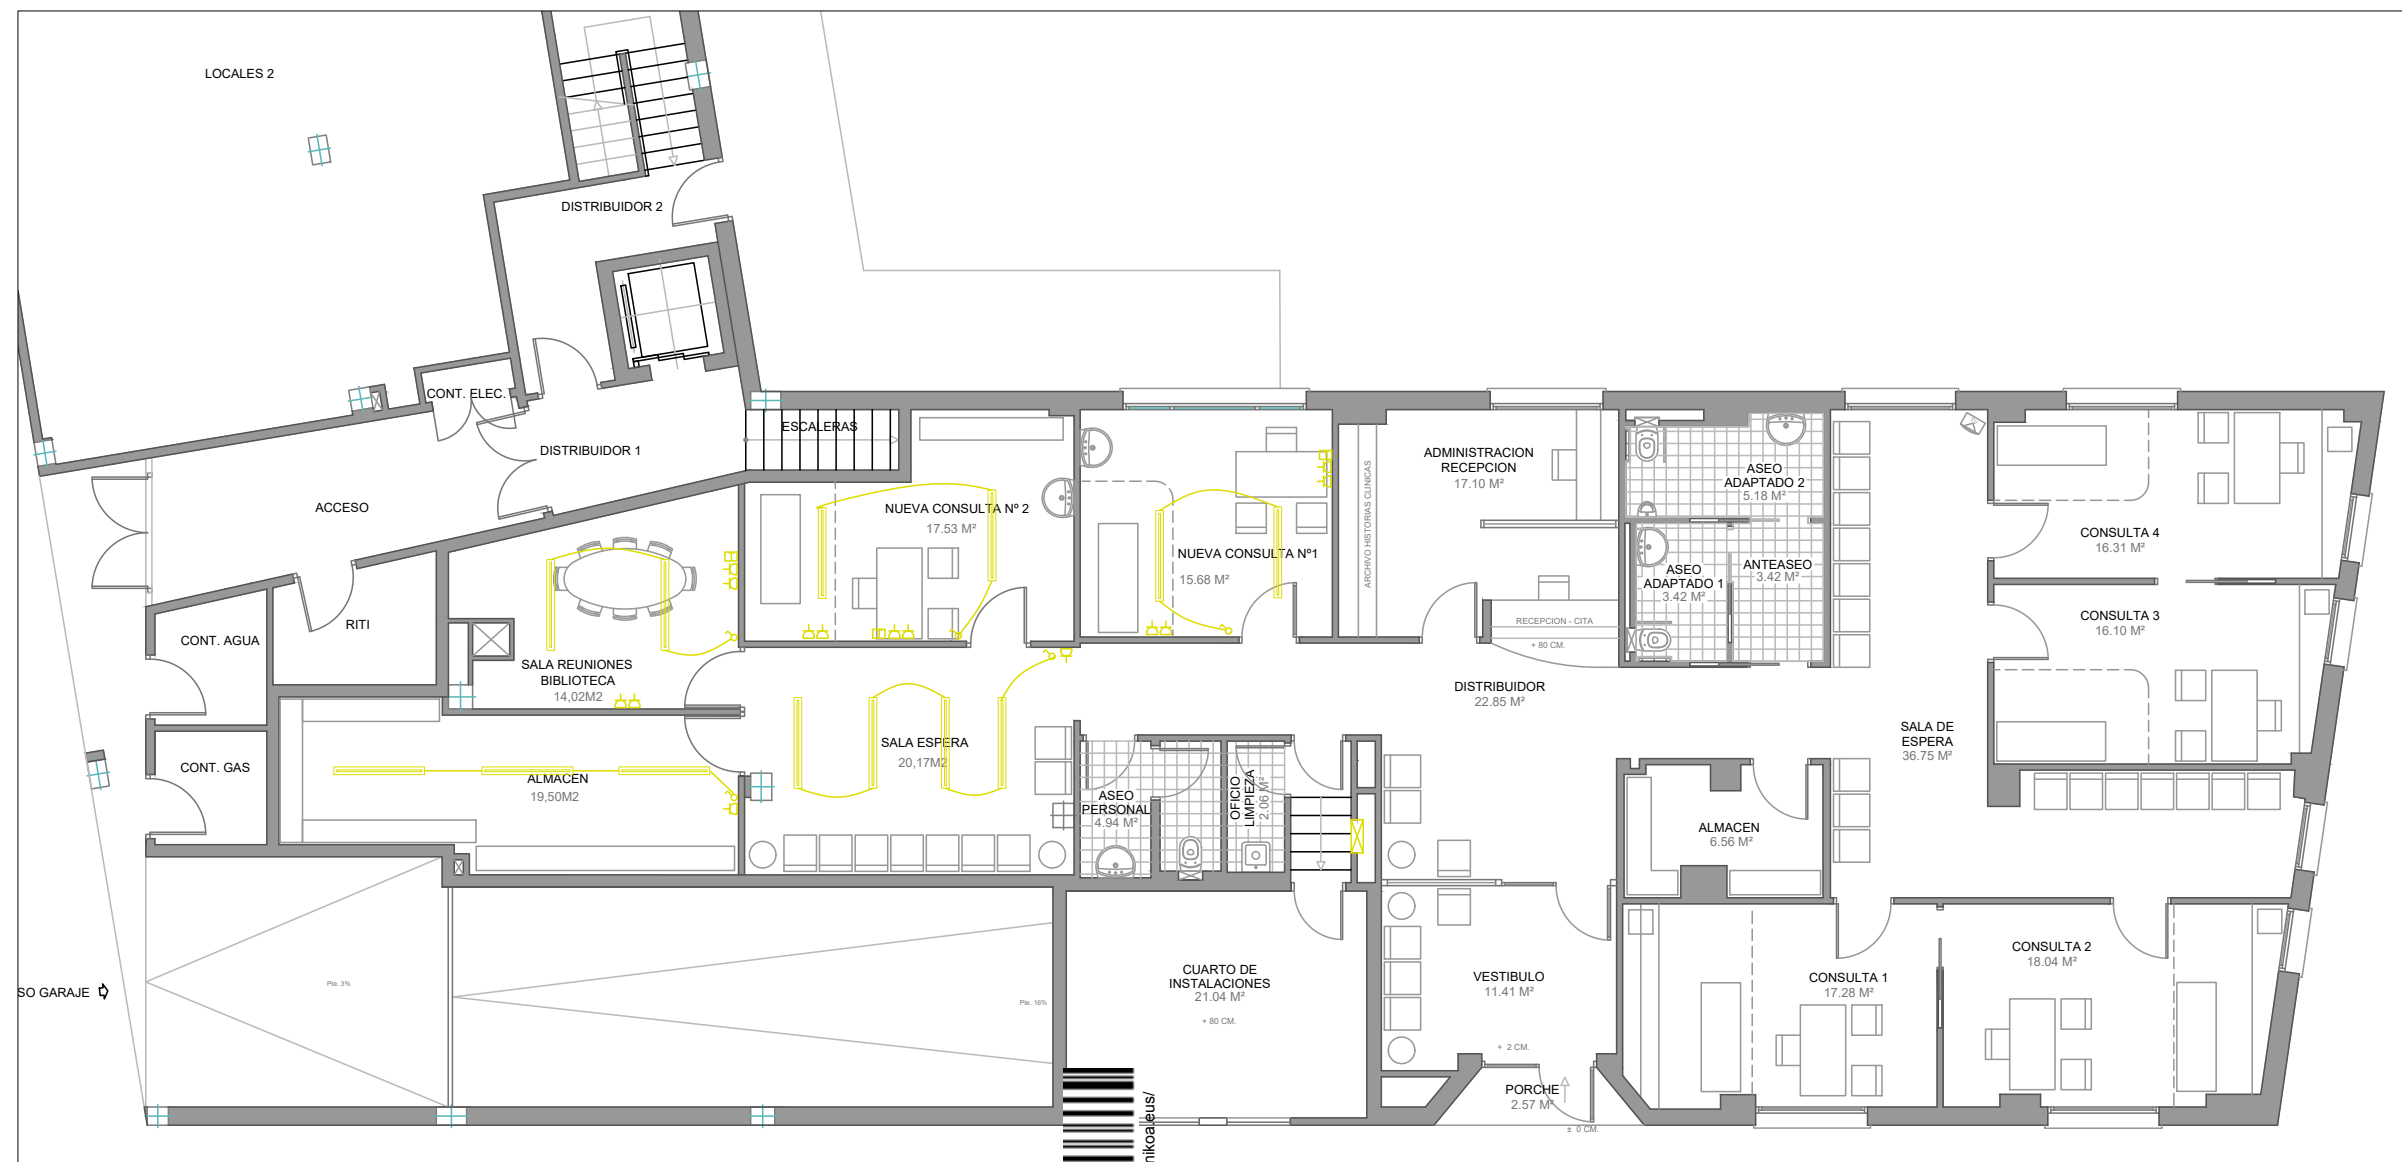 LOCALES 2
DISTRIBUIDOR 2
CONT. ELEC.
DISTRIBUIDOR 1
ESCALERAS
ACCESO
RITI
CONT. AGUA
CONT. GAS
SALA REUNIONES
BIBLIOTECA
14,02M2
NUEVA CONSULTA Nº 2
17.53 M²
NUEVA CONSULTA Nº1
15.68 M²
ARCHIVO HISTORIAS CLINICAS
ADMINISTRACION
RECEPCION
17.10 M²
RECEPCION - CITA
+ 80 CM.
ASEO
ADAPTADO 2
5.18 M²
ASEO
ADAPTADO 1
3.42 M²
ANTEASEO
3.42 M²
CONSULTA 4
16.31 M²
CONSULTA 3
16.10 M²
DISTRIBUIDOR
22.85 M²
SALA DE
ESPERA
36.75 M²
SALA ESPERA
20,17M2
ALMACEN
19,50M2
ASEO
PERSONAL
4.94 M²
OFICIO
LIMPIEZA
2.06 M²
ALMACEN
6.56 M²
CONSULTA 2
18.04 M²
CONSULTA 1
17.28 M²
VESTIBULO
11.41 M²
+ 2 CM.
CUARTO DE
INSTALACIONES
21.04 M²
+ 80 CM.
SO GARAJE
Pte. 3%
Pte. 16%
PORCHE
2.57 M²
± 0 CM.
nikoa.eus/